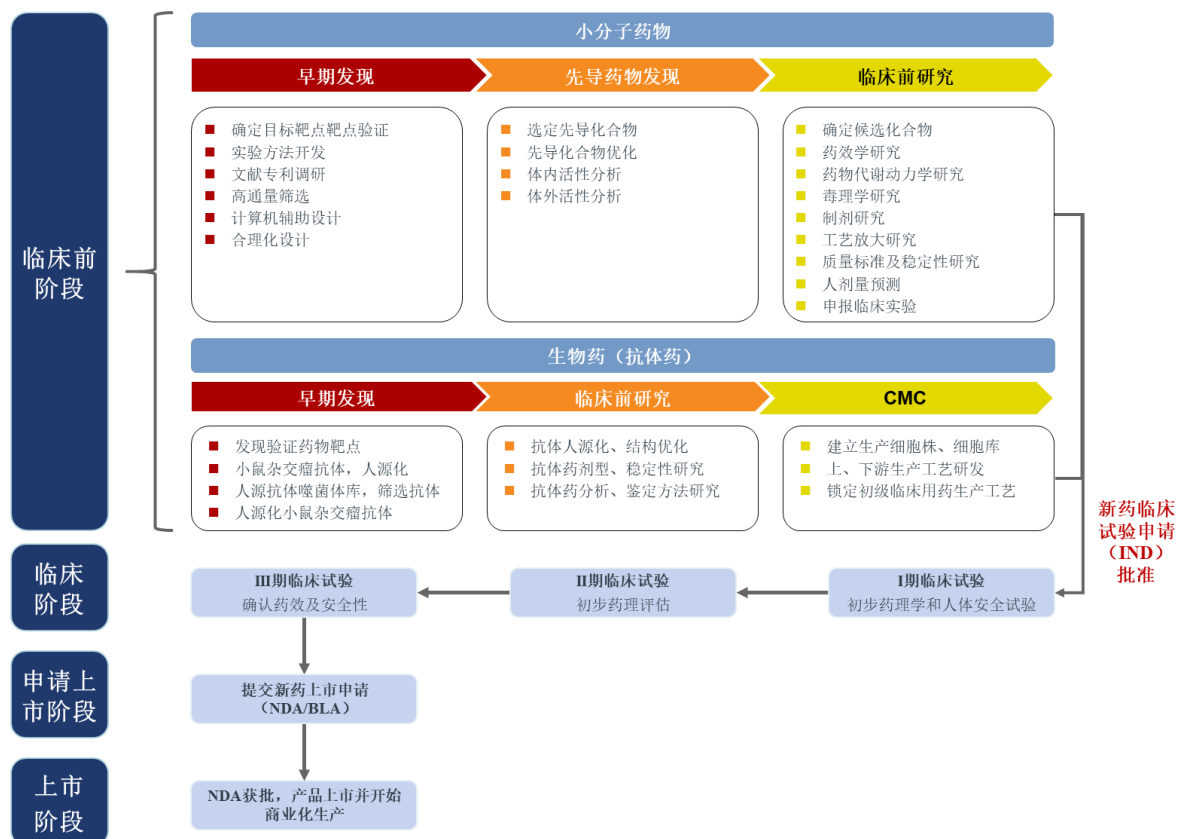 临床前
阶段
小分子药物
早期发现
先导药物发现
临床前研究
确定目标靶点靶点验证
实验方法开发
文献专利调研
高通量筛选
计算机辅助设计
合理化设计
选定先导化合物
先导化合物优化
体内活性分析
体外活性分析
确定候选化合物
药效学研究
药物代谢动力学研究
毒理学研究
制剂研究
工艺放大研究
质量标准及稳定性研究
人剂量预测
申报临床实验
生物药（抗体药）
早期发现
临床前研究
CMC
发现验证药物靶点
小鼠杂交瘤抗体，人源化
人源抗体噬菌体库，筛选抗体
人源化小鼠杂交瘤抗体
抗体人源化、结构优化
抗体药剂型、稳定性研究
抗体药分析、鉴定方法研究
建立生产细胞株、细胞库
上、下游生产工艺研发
锁定初级临床用药生产工艺
新药临床
试验申请
（IND）
批准
临床
阶段
III期临床试验
确认药效及安全性
II期临床试验
初步药理评估
I期临床试验
初步药理学和人体安全试验
申请上
市阶段
提交新药上市申请
（NDA/BLA）
上市
阶段
NDA获批，产品上市并开始
商业化生产